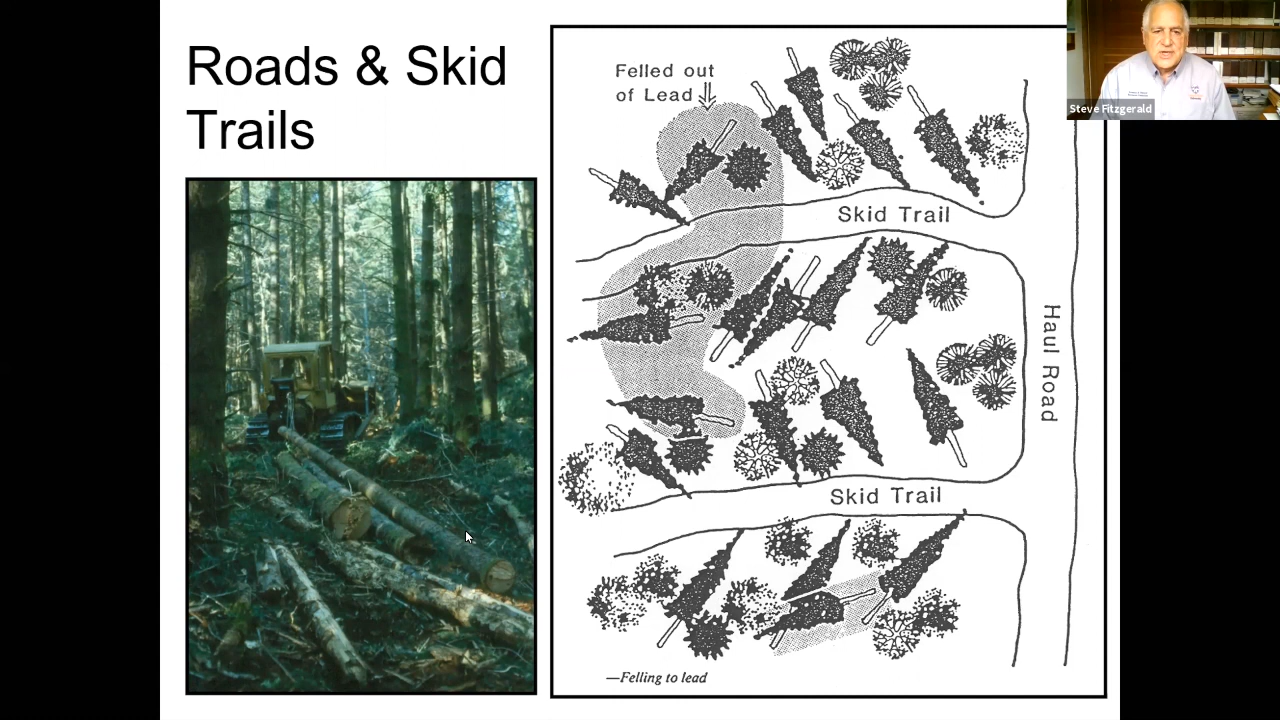 Roads & Skid
Trails
Felled out
of Lead
Skid Trail
Haul Road
Skid Trail
—Felling to lead
Steve Fitzgerald